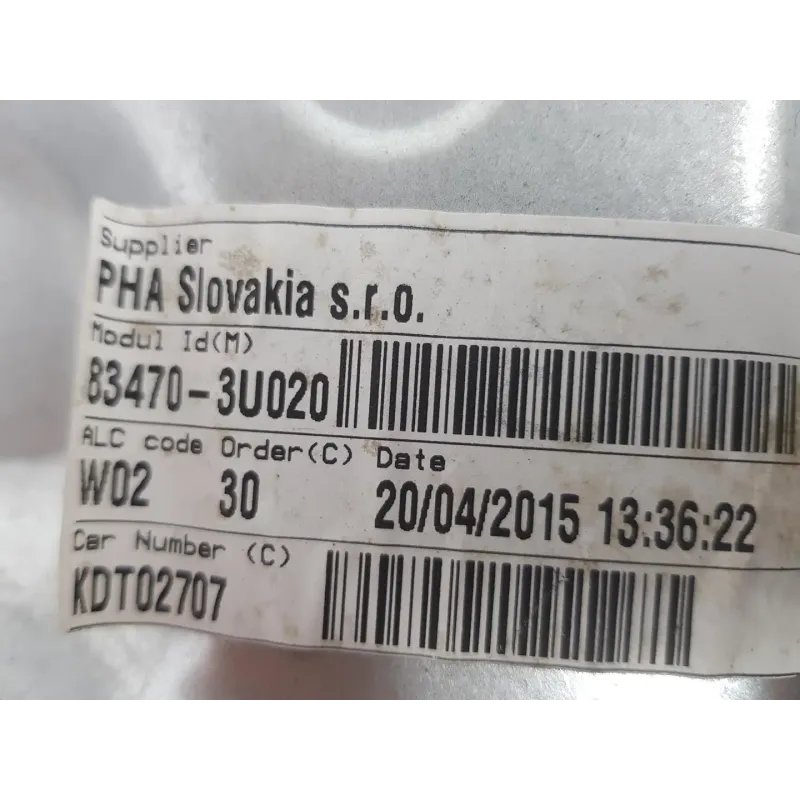 Supplier
PHA Slovakia s.r.o.
Modul Id(M)
83470-3U020
ALC code Order(C) Date
W02 30 20/04/2015 13:36:22
Car Number (C)
KDT02707